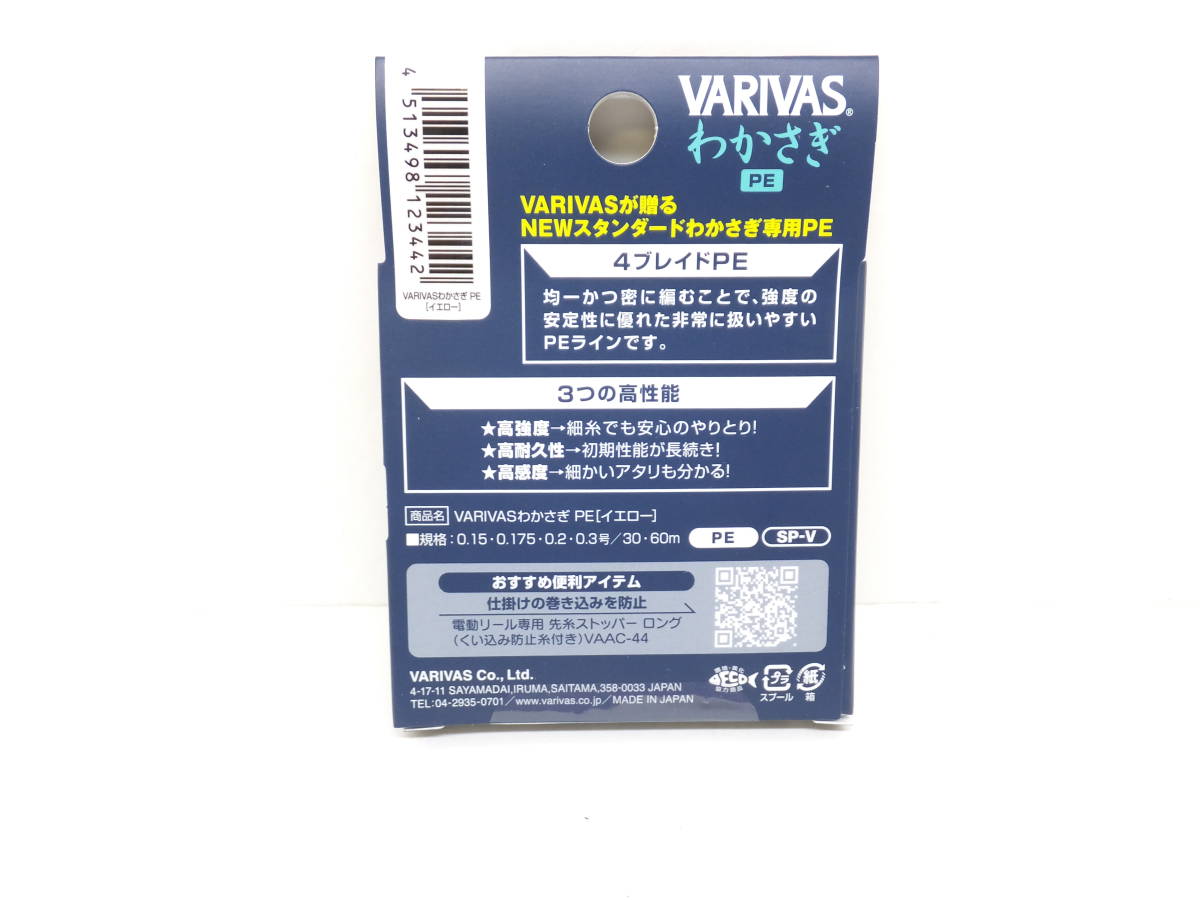 4 513498 123442
VARIVASわかさぎ PE
[イエロー]
VARIVAS®
わかさぎ
PE
VARIVASが贈る
NEWスタンダードわかさぎ専用PE
4ブレイドPE
均一かつ密に編むことで、強度の
安定性に優れた非常に扱いやすい
PEラインです。
3つの高性能
★高強度→細糸でも安心のやりとり!
★高耐久性→初期性能が長続き!
★高感度→細かいアタリも分かる!
商品名 VARIVASわかさぎ PE[イエロー]
■規格:0.15・0.175・0.2・0.3号/30・60m PE SP-V
おすすめ便利アイテム
仕掛けの巻き込みを防止
電動リール専用 先糸ストッパー ロング
(くい込み防止糸付き)VAAC-44
VARIVAS Co., Ltd.
4-17-11 SAYAMADAI,IRUMA,SAITAMA,358-0033 JAPAN
TEL:04-2935-0701/www.varivas.co.jp/MADE IN JAPAN
ECO
プラ
スプール
紙
箱